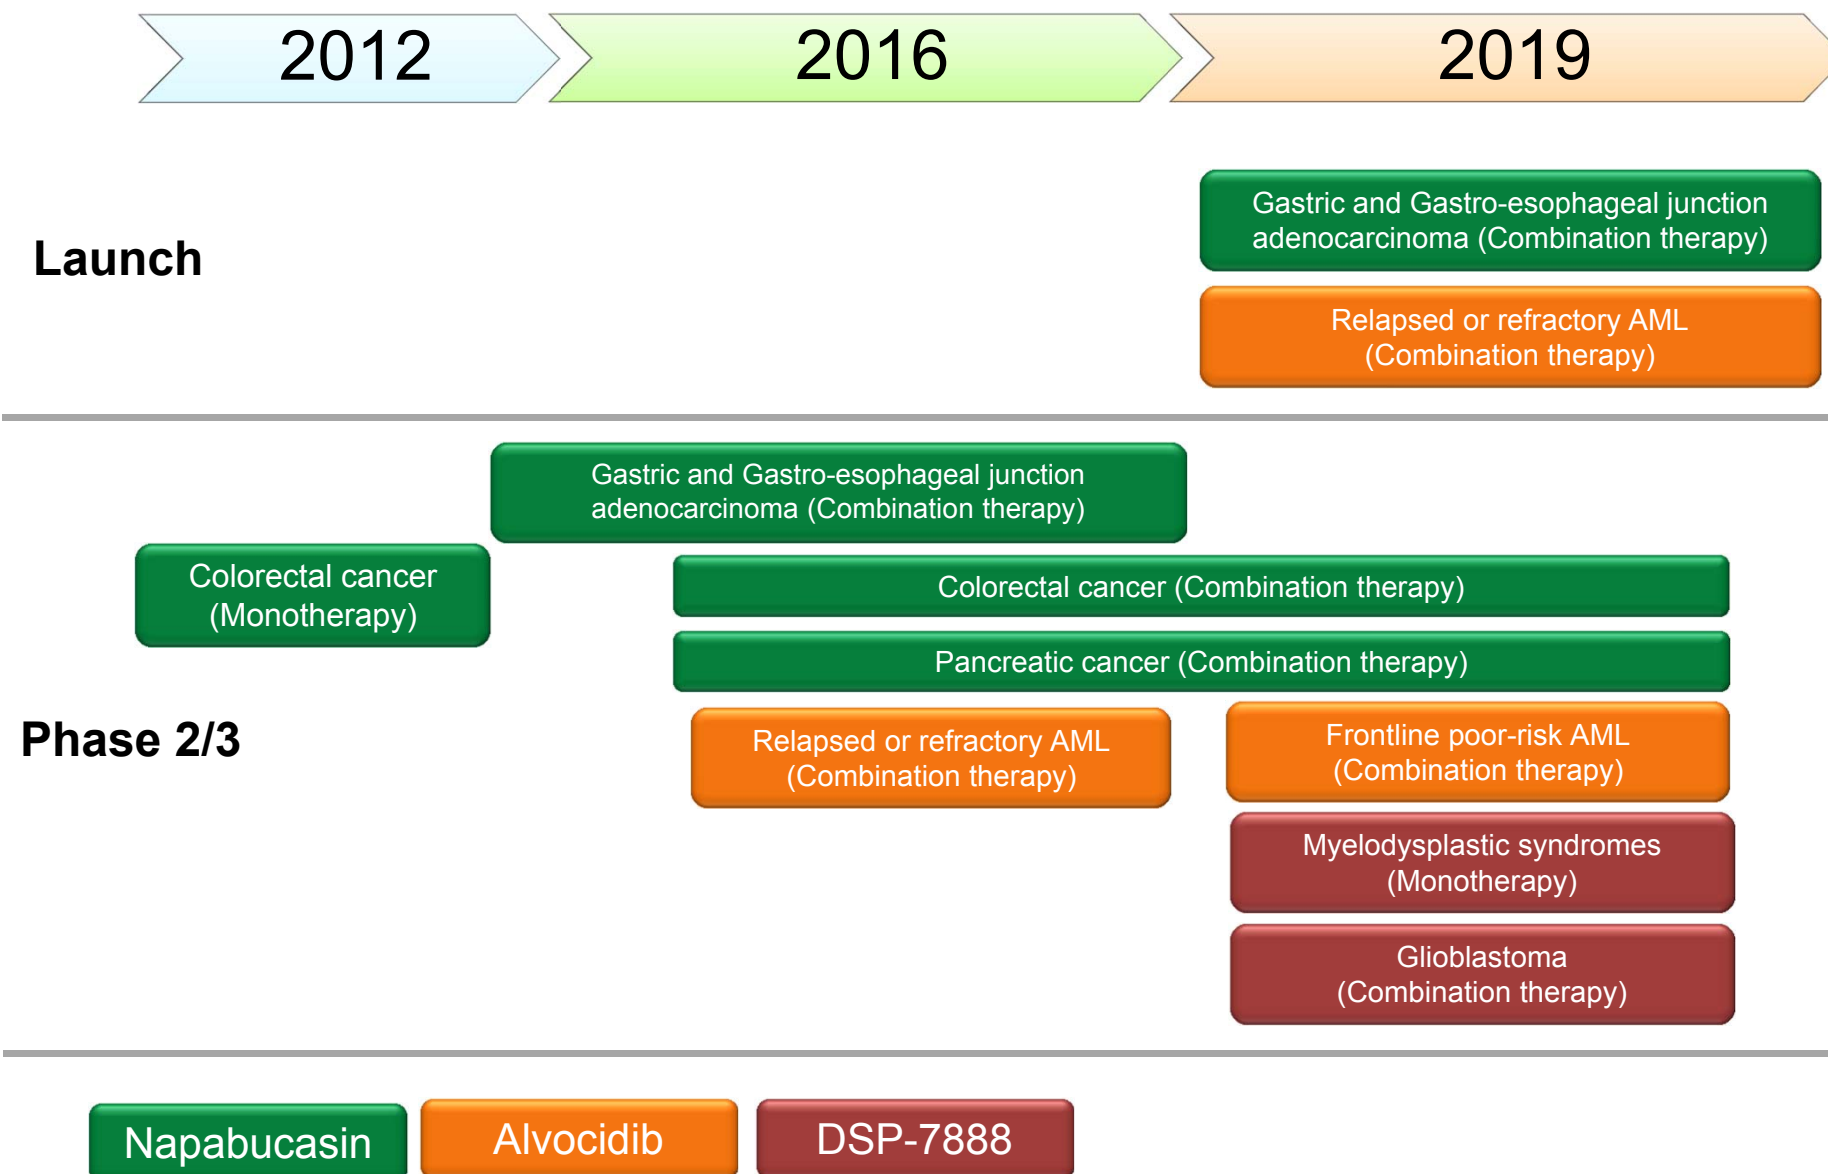 2012
2016
2019
Launch
Gastric and Gastro-esophageal junction
adenocarcinoma (Combination therapy)
Relapsed or refractory AML
(Combination therapy)
Phase 2/3
Gastric and Gastro-esophageal junction
adenocarcinoma (Combination therapy)
Colorectal cancer
(Monotherapy)
Colorectal cancer (Combination therapy)
Pancreatic cancer (Combination therapy)
Relapsed or refractory AML
(Combination therapy)
Frontline poor-risk AML
(Combination therapy)
Myelodysplastic syndromes
(Monotherapy)
Glioblastoma
(Combination therapy)
Napabucasin
Alvocidib
DSP-7888